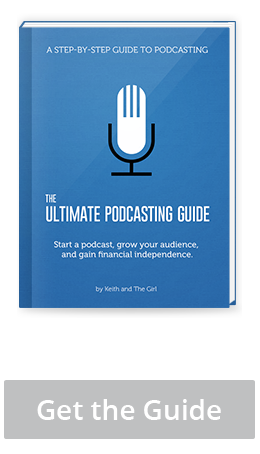 A STEP-BY-STEP GUIDE TO PODCASTING
THE
ULTIMATE PODCASTING GUIDE
Start a podcast, grow your audience,
and gain financial independence.
by Keith and The Girl
Get the Guide